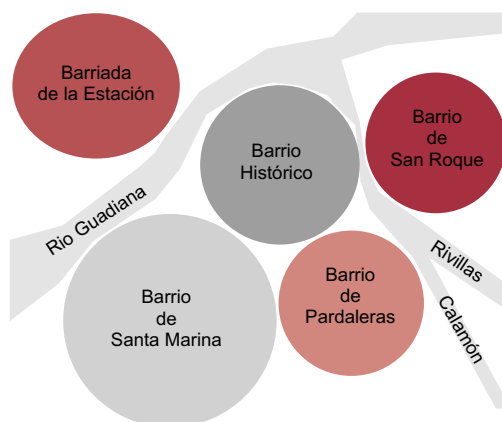 Barriada
de la Estación
Barrio
de
San Roque
Barrio
Histórico
Rio Guadiana
Rivillas
Barrio
de
Pardaleras
Barrio
de
Santa Marina
Calamón